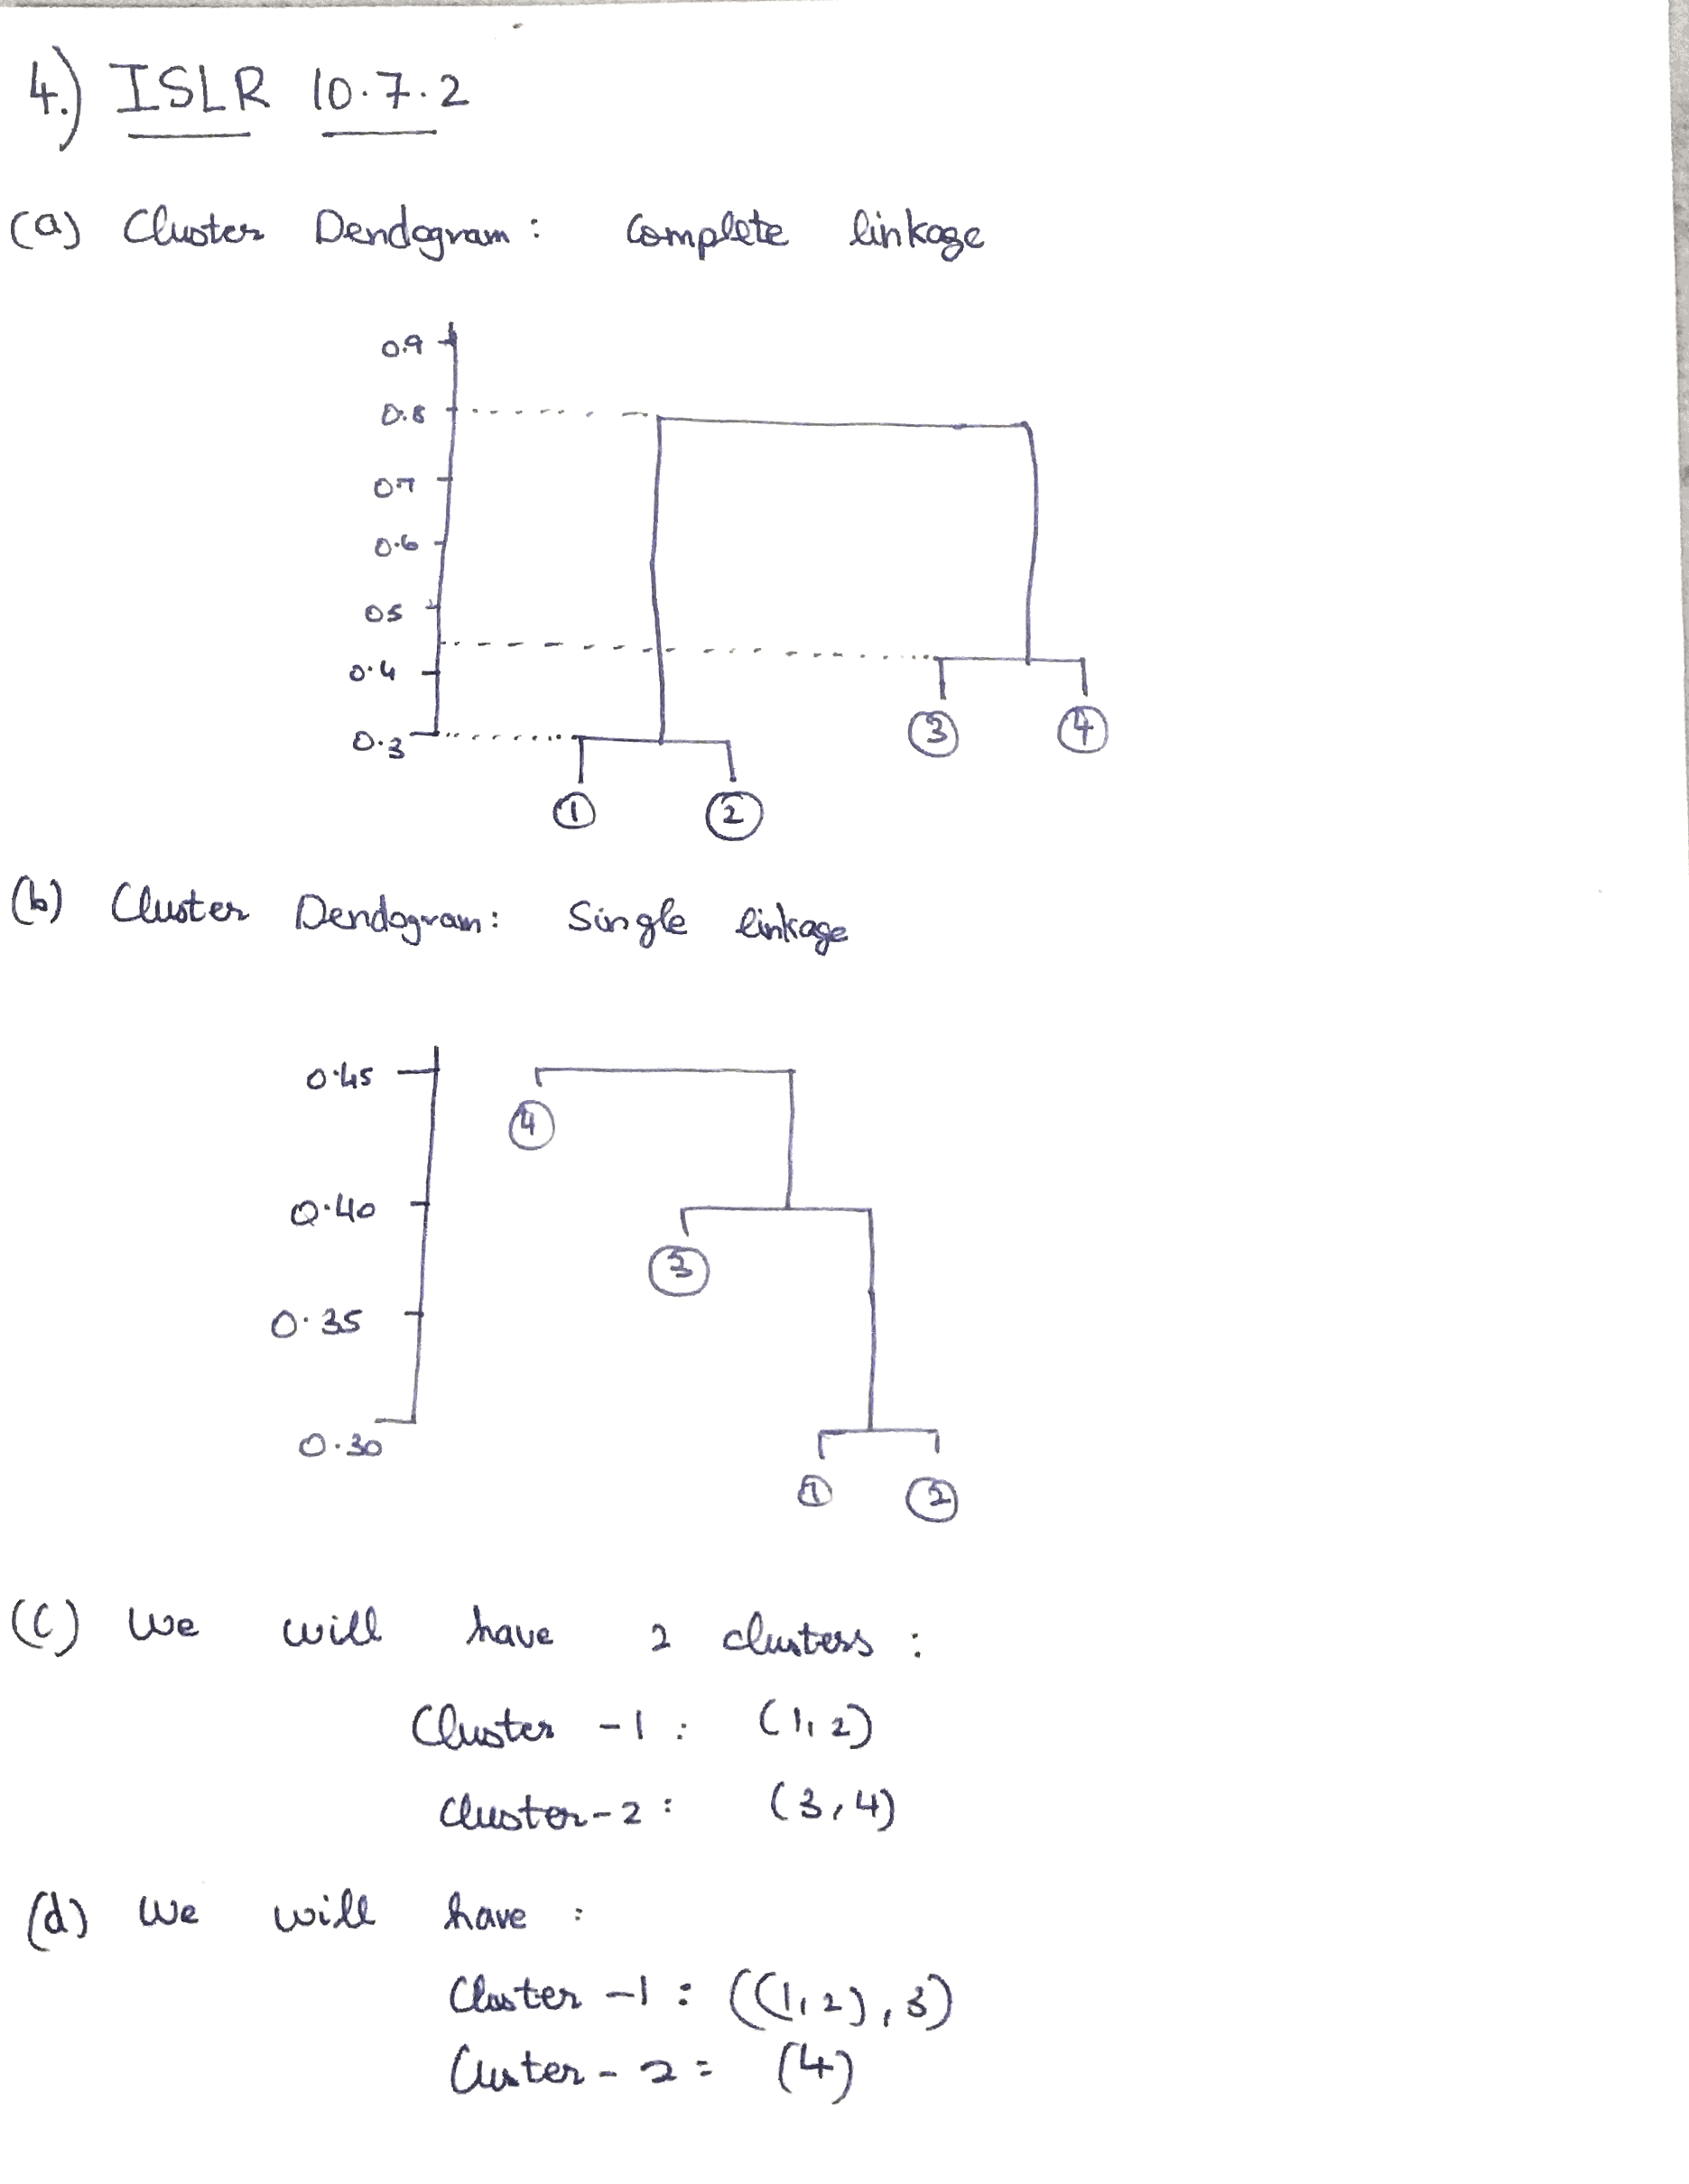 4.) ISLR 10.7.2
(a) Cluster Dendogram: Complete linkage
0.9
0.8
0.7
0.6
0.5
0.4
0.3
3 4
1 2
(b) Cluster Dendogram: Single linkage
0.45
4
0.40
3
0.35
0.30
1 2
(c) We will have 2 clusters :
Cluster -1 : (1,2)
Cluster-2 : (3,4)
(d) We will have :
Cluster -1 : ((1,2),3)
Cluster - 2 : (4)